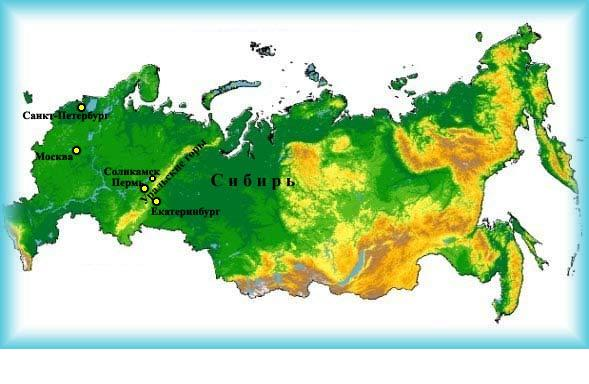 Санкт-Петербург
Москва
Соликамск
Пермь
Уральские горы
Екатеринбург
Сибирь